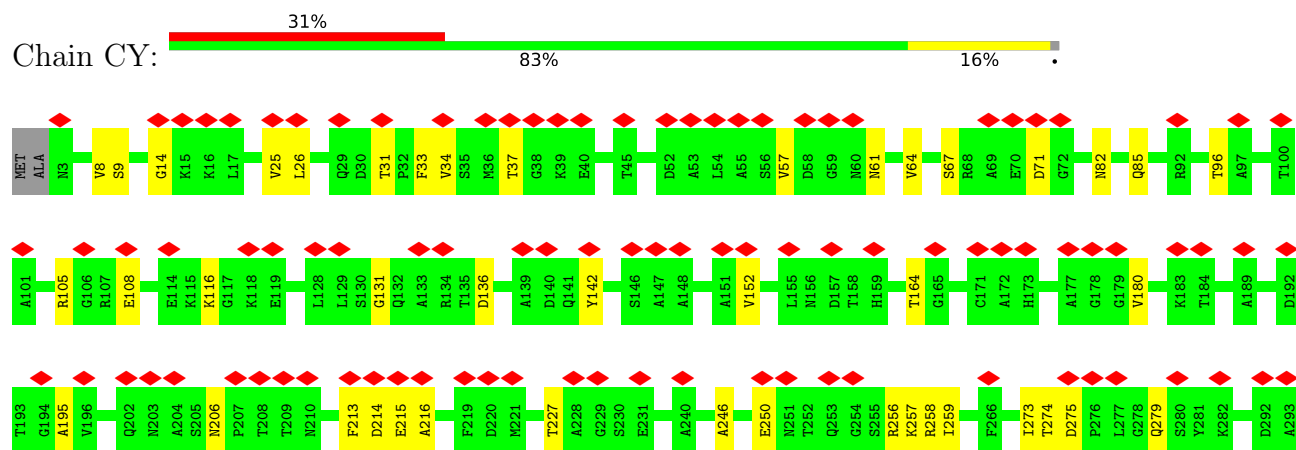 31%
Chain CY:
83% 16% •
MET ALA N3 V8 S9 G14 K15 K16 L17 V25 L26 Q29 D30 T31 P32 F33 V34 S35 M36 T37 G38 K39 E40 T45 D52 A53 L54 A55 S56 V57 D58 G59 N60 N61 V64 S67 R68 A69 E70 D71 G72 N82 Q85 R92 T96 A97 T100
A101 R105 G106 R107 E108 E114 K115 K116 G117 K118 E119 L128 L129 S130 G131 Q132 A133 R134 T135 D136 A139 D140 Q141 Y142 S146 A147 A148 A151 V152 L155 N156 D157 T158 H159 T164 G165 C171 A172 H173 A177 G178 G179 V180 K183 T184 A189 D192
T193 G194 A195 V196 Q202 N203 A204 S205 N206 P207 T208 T209 N210 F213 D214 E215 A216 F219 D220 M221 T227 A228 G229 S230 E231 A240 A246 E250 N251 T252 Q253 G254 S255 R256 K257 R258 I259 F266 I273 T274 D275 P276 L277 G278 Q279 S280 Y281 K282 D292 A293